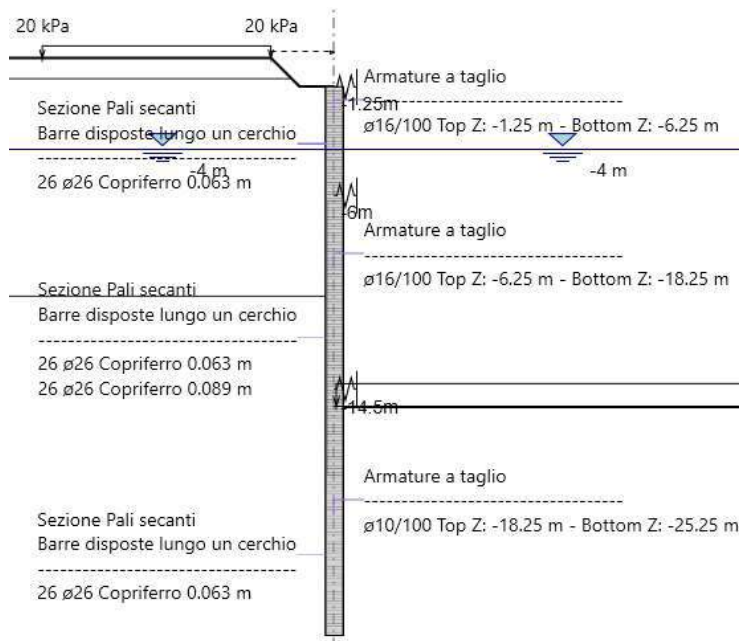 20 kPa
20 kPa
Armature a taglio
-1.25m
ø16/100 Top Z: -1.25 m - Bottom Z: -6.25 m
Sezione Pali secanti
Barre disposte lungo un cerchio
26 ø26 Copriferro 0.063 m
-4 m
-4 m
-6m
Armature a taglio
ø16/100 Top Z: -6.25 m - Bottom Z: -18.25 m
Sezione Pali secanti
Barre disposte lungo un cerchio
26 ø26 Copriferro 0.063 m
26 ø26 Copriferro 0.089 m
-14.5m
Armature a taglio
ø10/100 Top Z: -18.25 m - Bottom Z: -25.25 m
Sezione Pali secanti
Barre disposte lungo un cerchio
26 ø26 Copriferro 0.063 m